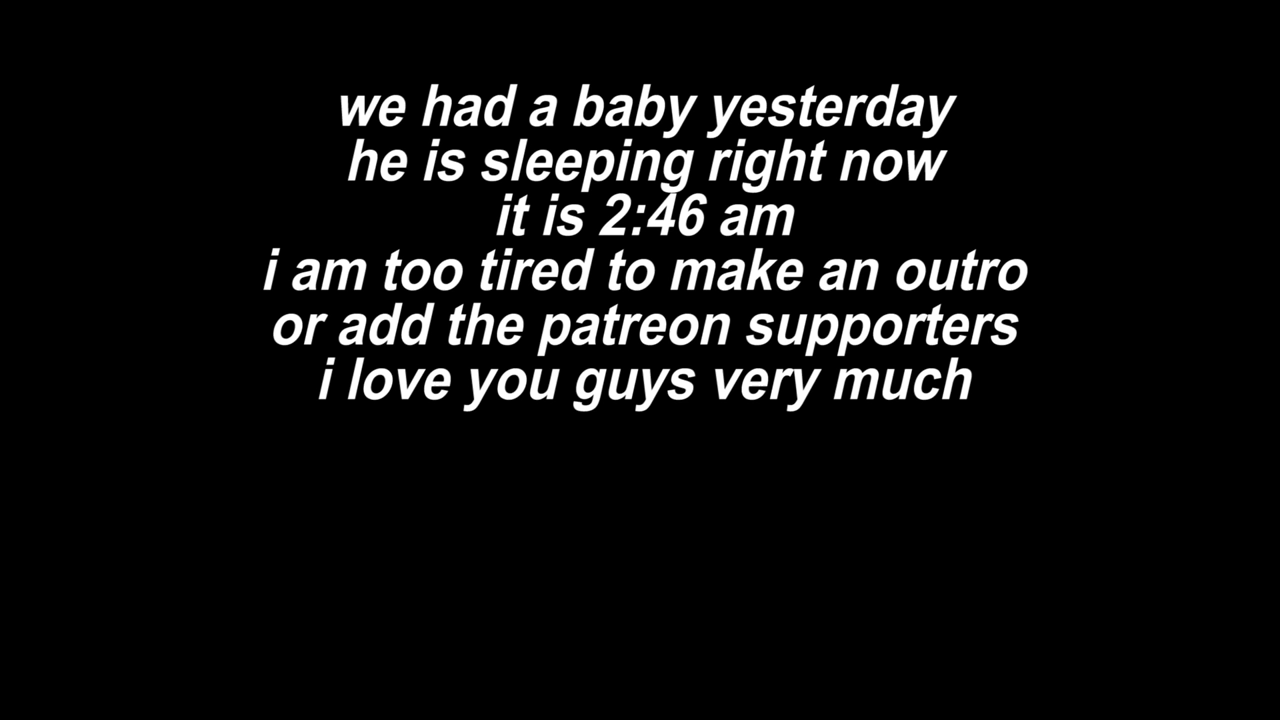 we had a baby yesterday
he is sleeping right now
it is 2:46 am
i am too tired to make an outro
or add the patreon supporters
i love you guys very much